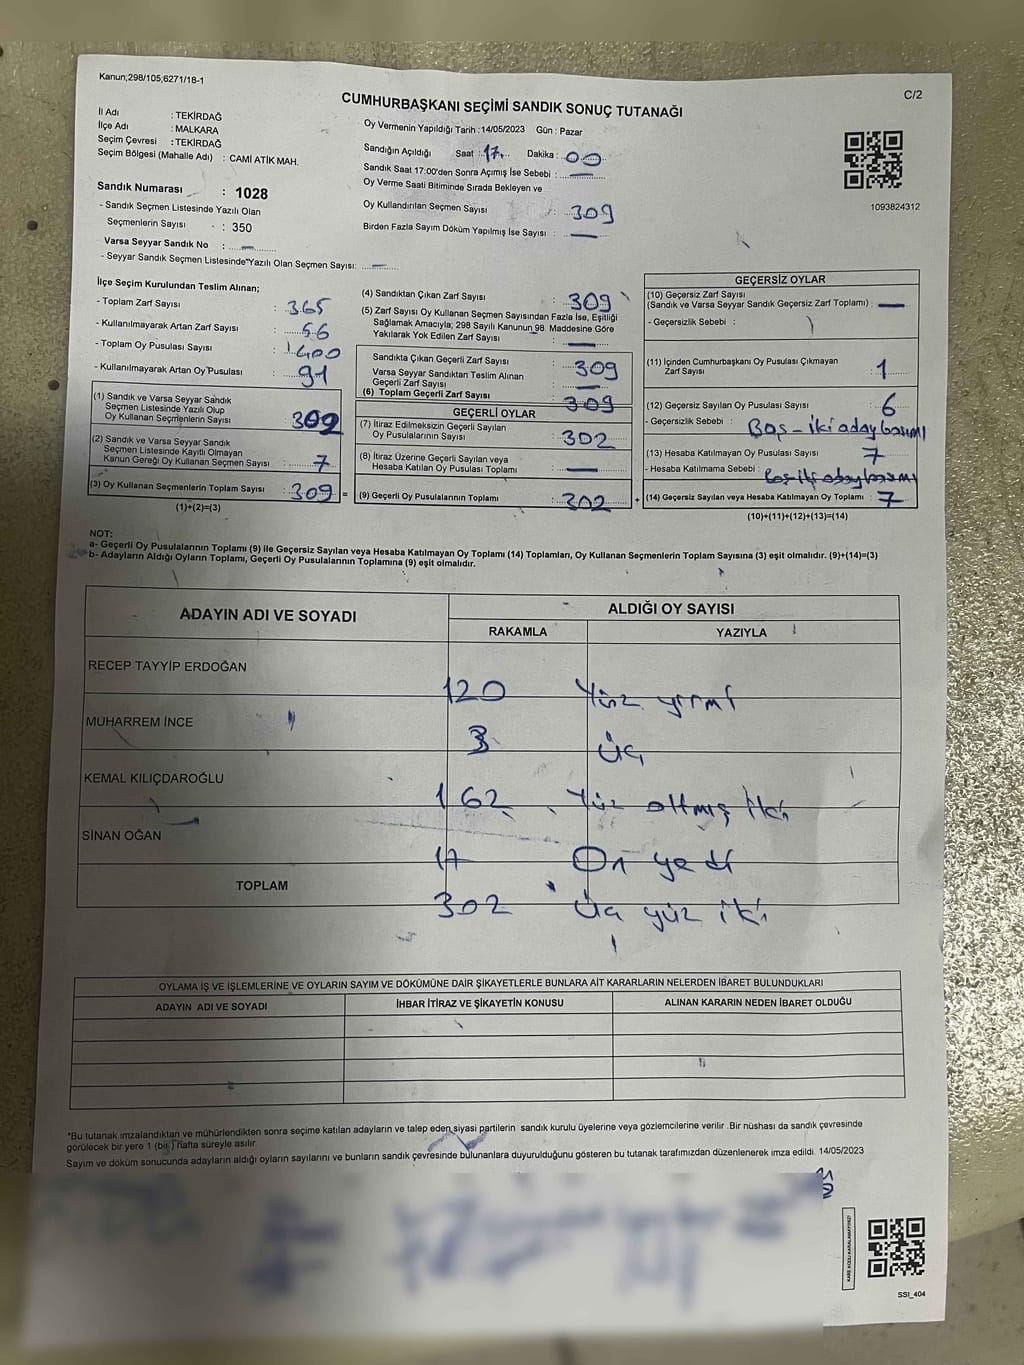 Kanun;298/105,6271/18-1
C/2
CUMHURBAŞKANI SEÇİMİ SANDIK SONUÇ TUTANAĞI
İl Adı : TEKİRDAĞ
İlçe Adı : MALKARA
Seçim Çevresi : TEKİRDAĞ
Seçim Bölgesi (Mahalle Adı) : CAMİ ATİK MAH.
Sandık Numarası : 1028
- Sandık Seçmen Listesinde Yazılı Olan
Seçmenlerin Sayısı : 350
Varsa Seyyar Sandık No : —
- Seyyar Sandık Seçmen Listesinde Yazılı Olan Seçmen Sayısı: —
Oy Vermenin Yapıldığı Tarih :14/05/2023 Gün : Pazar
Sandığın Açıldığı Saat : 17 Dakika : 00
Sandık Saat 17:00'den Sonra Açımış İse Sebebi : —
Oy Verme Saati Bitiminde Sırada Bekleyen ve
Oy Kullandırılan Seçmen Sayısı : 309
Birden Fazla Sayım Döküm Yapılmış İse Sayısı : —
1093824312
İlçe Seçim Kurulundan Teslim Alınan;
- Toplam Zarf Sayısı : 365
- Kullanılmayarak Artan Zarf Sayısı : 56
- Toplam Oy Pusulası Sayısı : 400
- Kullanılmayarak Artan Oy Pusulası : 91
(1) Sandık ve Varsa Seyyar Sandık
Seçmen Listesinde Yazılı Olup
Oy Kullanan Seçmenlerin Sayısı : 302
(2) Sandık ve Varsa Seyyar Sandık
Seçmen Listesinde Kayıtlı Olmayan
Kanun Gereği Oy Kullanan Seçmen Sayısı : 7
(3) Oy Kullanan Seçmenlerin Toplam Sayısı : 309 =
(1)+(2)=(3)
(4) Sandıktan Çıkan Zarf Sayısı : 309
(5) Zarf Sayısı Oy Kullanan Seçmen Sayısından Fazla İse, Eşitliği
Sağlamak Amacıyla; 298 Sayılı Kanunun 98. Maddesine Göre
Yakılarak Yok Edilen Zarf Sayısı : —
Sandıkta Çıkan Geçerli Zarf Sayısı : 309
Varsa Seyyar Sandıktan Teslim Alınan
Geçerli Zarf Sayısı : —
(6) Toplam Geçerli Zarf Sayısı : 309
GEÇERLİ OYLAR
(7) İtiraz Edilmeksizin Geçerli Sayılan
Oy Pusulalarının Sayısı : 302
(8) İtiraz Üzerine Geçerli Sayılan veya
Hesaba Katılan Oy Pusulası Toplamı : —
(9) Geçerli Oy Pusulalarının Toplamı : 302 +
GEÇERSİZ OYLAR
(10) Geçersiz Zarf Sayısı
(Sandık ve Varsa Seyyar Sandık Geçersiz Zarf Toplamı) : —
- Geçersizlik Sebebi :
(11) İçinden Cumhurbaşkanı Oy Pusulası Çıkmayan
Zarf Sayısı : 1
(12) Geçersiz Sayılan Oy Pusulası Sayısı : 6
- Geçersizlik Sebebi : Boş - iki aday basımı
(13) Hesaba Katılmayan Oy Pusulası Sayısı : 7
- Hesaba Katılmama Sebebi : boş iki aday basımı
(14) Geçersiz Sayılan veya Hesaba Katılmayan Oy Toplamı : 7
(10)+(11)+(12)+(13)=(14)
NOT:
a- Geçerli Oy Pusulalarının Toplamı (9) ile Geçersiz Sayılan veya Hesaba Katılmayan Oy Toplamı (14) Toplamları, Oy Kullanan Seçmenlerin Toplam Sayısına (3) eşit olmalıdır. (9)+(14)=(3)
b- Adayların Aldığı Oyların Toplamı, Geçerli Oy Pusulalarının Toplamına (9) eşit olmalıdır.
ADAYIN ADI VE SOYADI ALDIĞI OY SAYISI
RAKAMLA YAZIYLA
RECEP TAYYİP ERDOĞAN 120 Yüz yirmi
MUHARREM İNCE 3 üç
KEMAL KILIÇDAROĞLU 162 Yüz altmış iki
SİNAN OĞAN 17 On yedi
TOPLAM 302 üç yüz iki
OYLAMA İŞ VE İŞLEMLERİNE VE OYLARIN SAYIM VE DÖKÜMÜNE DAİR ŞİKAYETLERLE BUNLARA AİT KARARLARIN NELERDEN İBARET BULUNDUKLARI
ADAYIN ADI VE SOYADI İHBAR İTİRAZ VE ŞİKAYETİN KONUSU ALINAN KARARIN NEDEN İBARET OLDUĞU
*Bu tutanak imzalandıktan ve mühürlendikten sonra seçime katılan adayların ve talep eden siyasi partilerin sandık kurulu üyelerine veya gözlemcilerine verilir .Bir nüshası da sandık çevresinde
görülecek bir yere 1 (bir ) hafta süreyle asılır.
Sayım ve döküm sonucunda adayların aldığı oyların sayılarını ve bunların sandık çevresinde bulunanlara duyurulduğunu gösteren bu tutanak tarafımızdan düzenlenerek imza edildi. 14/05/2023
SSI_404